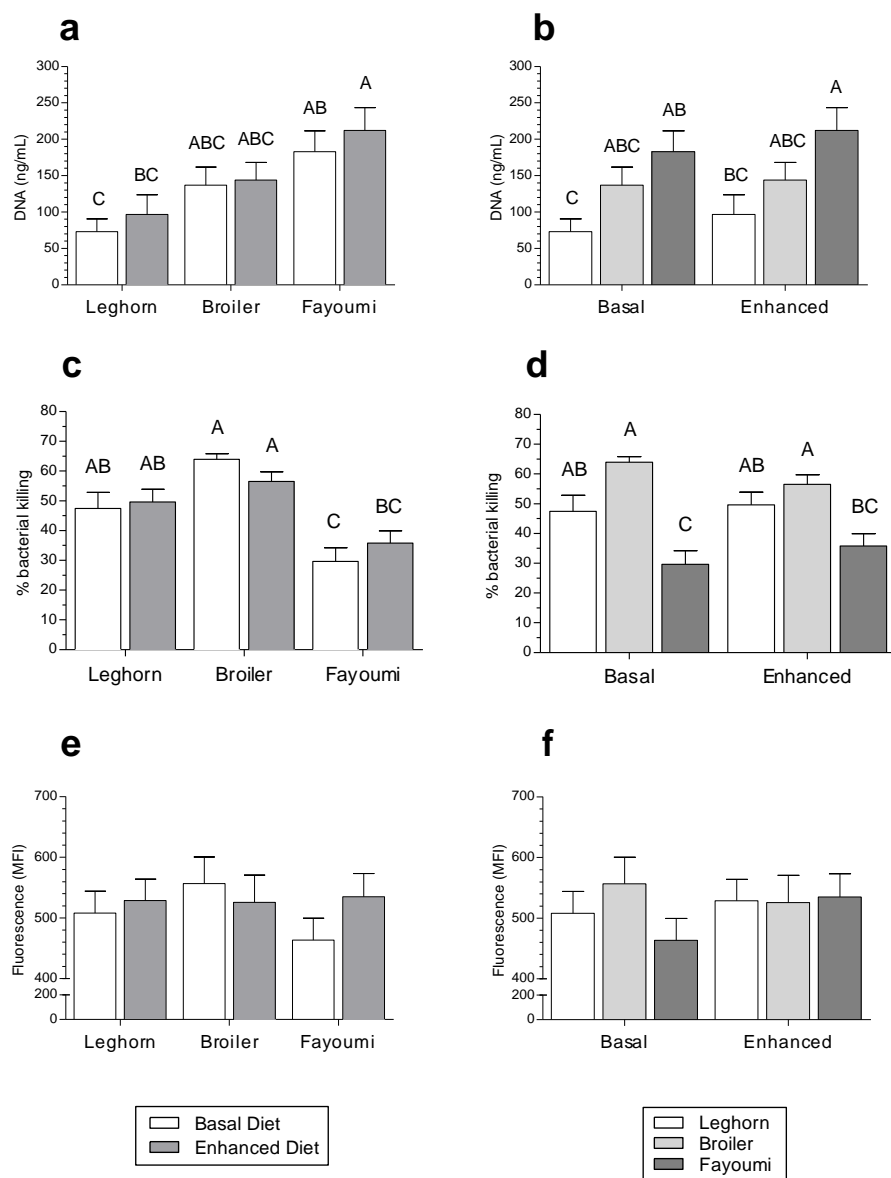 a
DNA (ng/mL)
300
250
200
150
100
50
0
C
BC
ABC
ABC
AB
A
Leghorn
Broiler
Fayoumi
b
DNA (ng/mL)
300
250
200
150
100
50
0
C
ABC
AB
BC
ABC
A
Basal
Enhanced
c
% bacterial killing
80
70
60
50
40
30
20
10
0
AB
AB
A
A
C
BC
Leghorn
Broiler
Fayoumi
d
% bacterial killing
80
70
60
50
40
30
20
10
0
AB
A
C
AB
A
BC
Basal
Enhanced
e
Fluorescence (MFI)
700
600
500
400
200
0
Leghorn
Broiler
Fayoumi
f
Fluorescence (MFI)
700
600
500
400
200
0
Basal
Enhanced
Basal Diet
Enhanced Diet
Leghorn
Broiler
Fayoumi